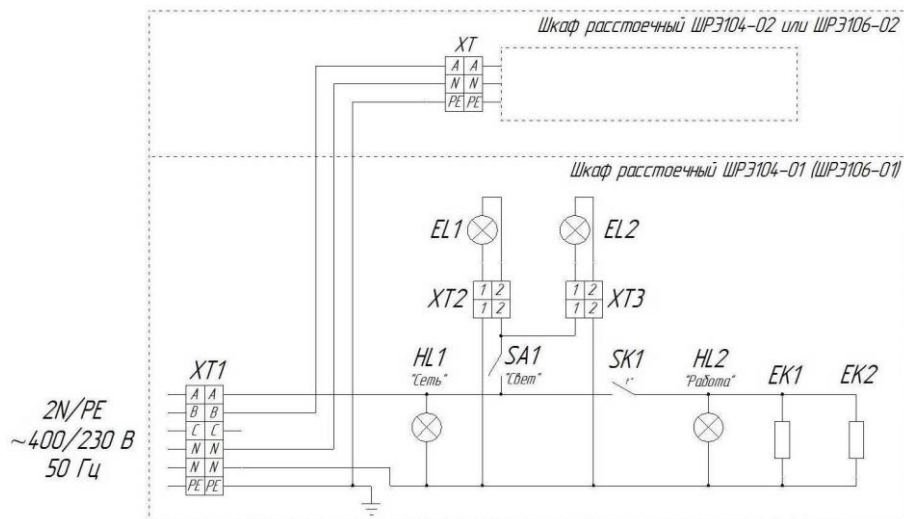 Шкаф расстоечный ШРЭ104-02 или ШРЭ106-02
XT
A A
N N
PE PE
Шкаф расстоечный ШРЭ104-01 (ШРЭ106-01)
EL1
EL2
XT2
1 2
1 2
1 2
1 2
XT3
XT1
HL1
"Сеть"
SA1
"Свет"
SK1
t°
HL2
"Работа"
EK1
EK2
2N/PE
~400/230 В
50 Гц
A A
B B
C C
N N
N N
PE PE